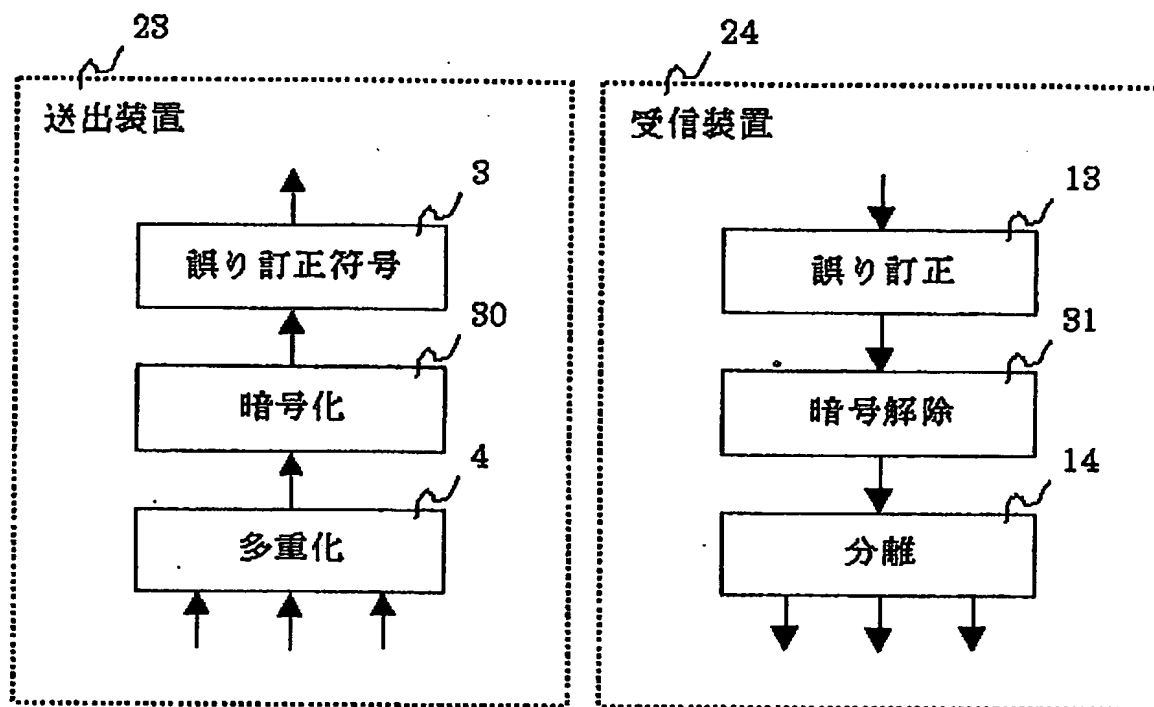 23
送出装置
3
誤り訂正符号
30
暗号化
4
多重化
24
受信装置
13
誤り訂正
31
暗号解除
14
分離